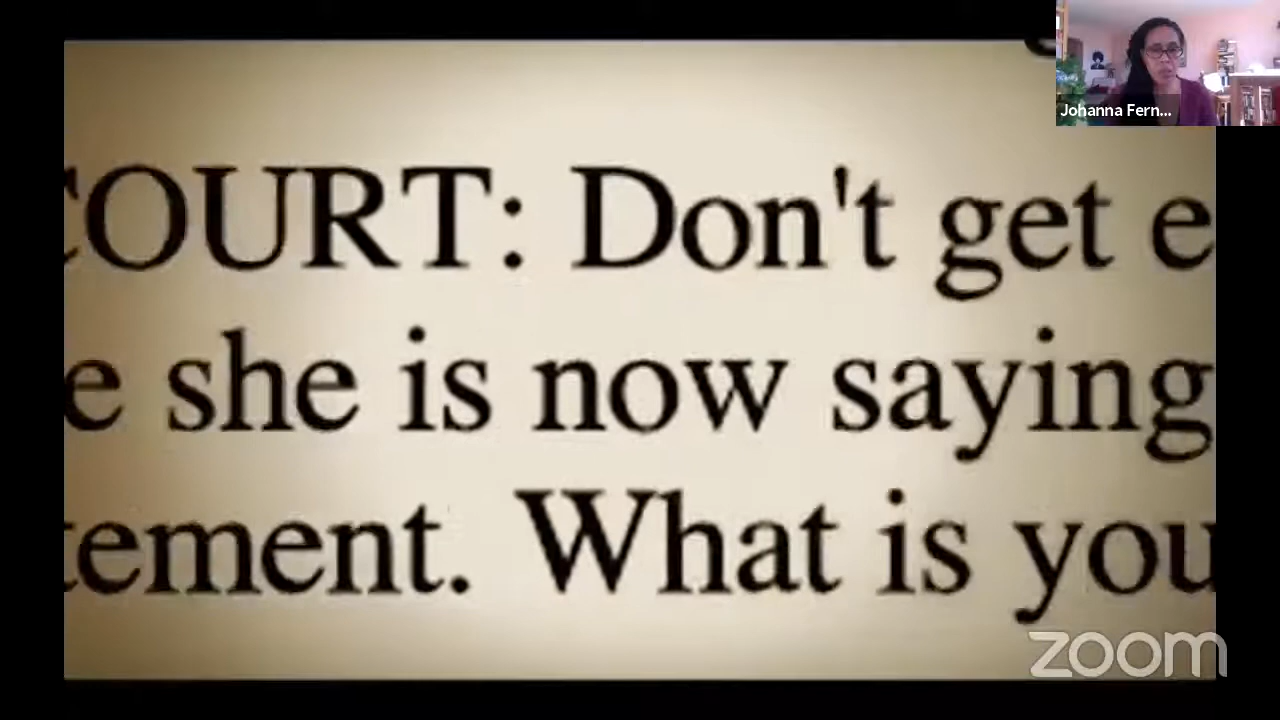 Johanna Fern...
COURT: Don't get e
e she is now saying
tement. What is you
zoom